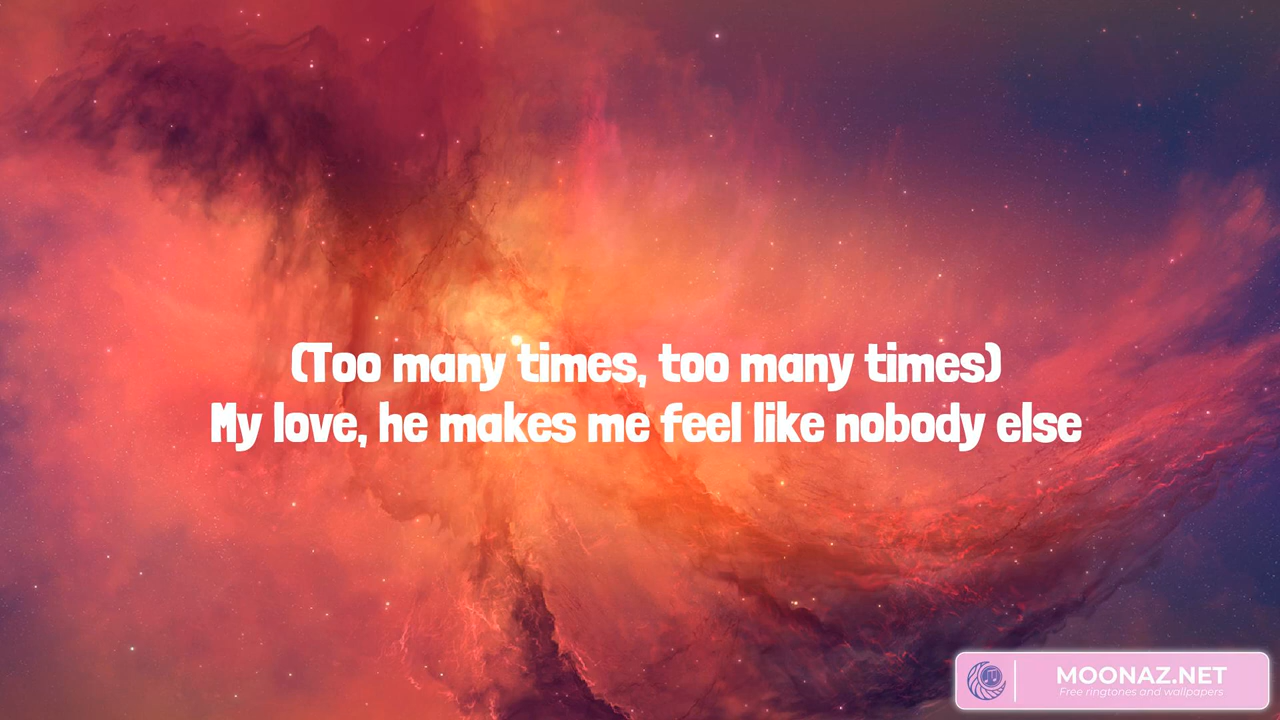 (Too many times, too many times)
My love, he makes me feel like nobody else
MOONAZ.NET
Free ringtones and wallpapers